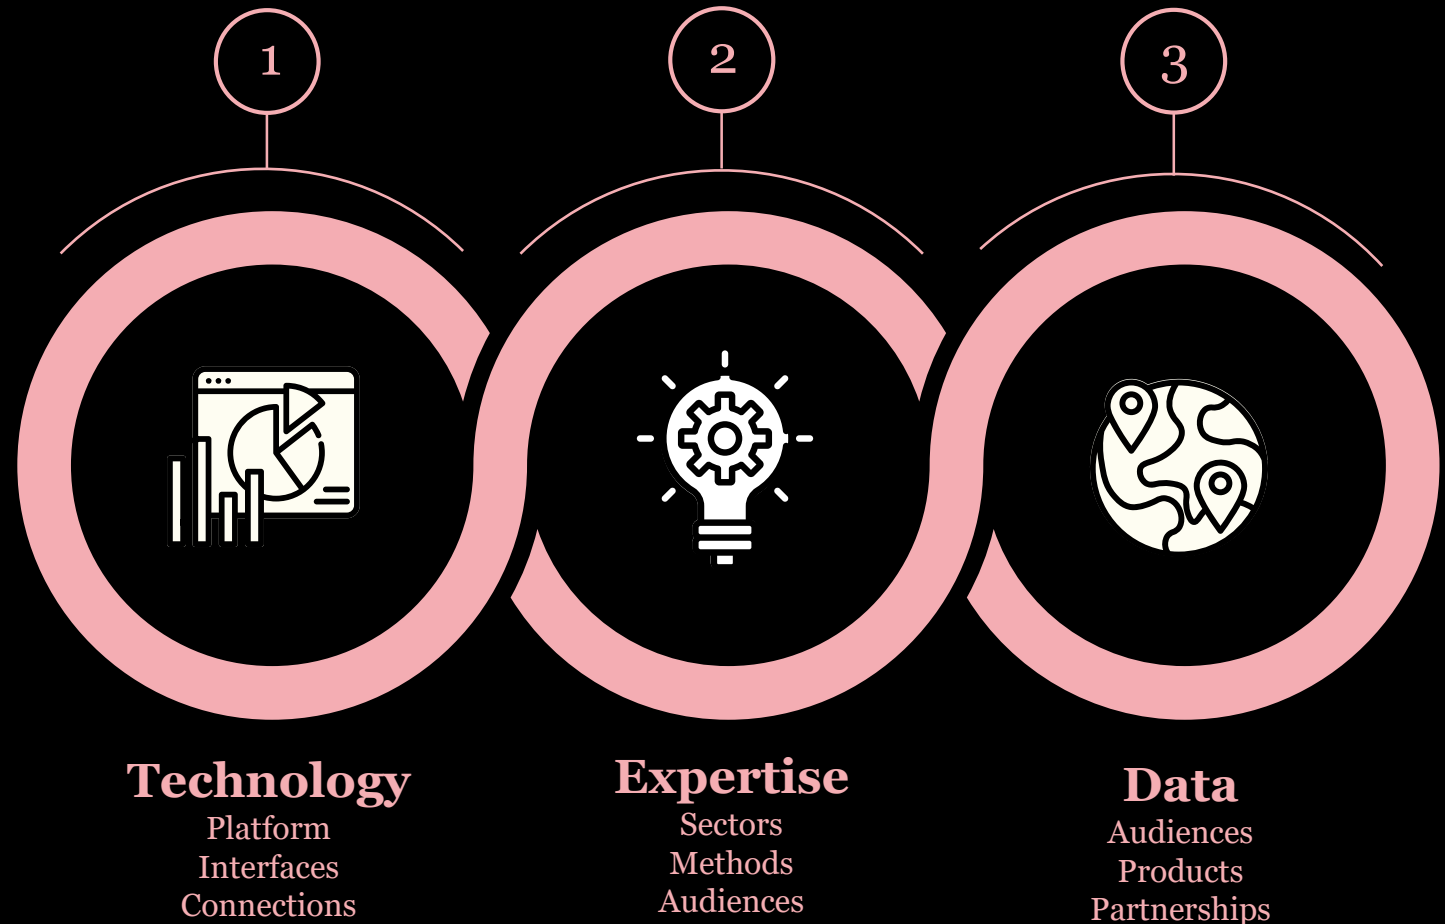 1
2
3
Technology
Platform
Interfaces
Connections
Expertise
Sectors
Methods
Audiences
Data
Audiences
Products
Partnerships